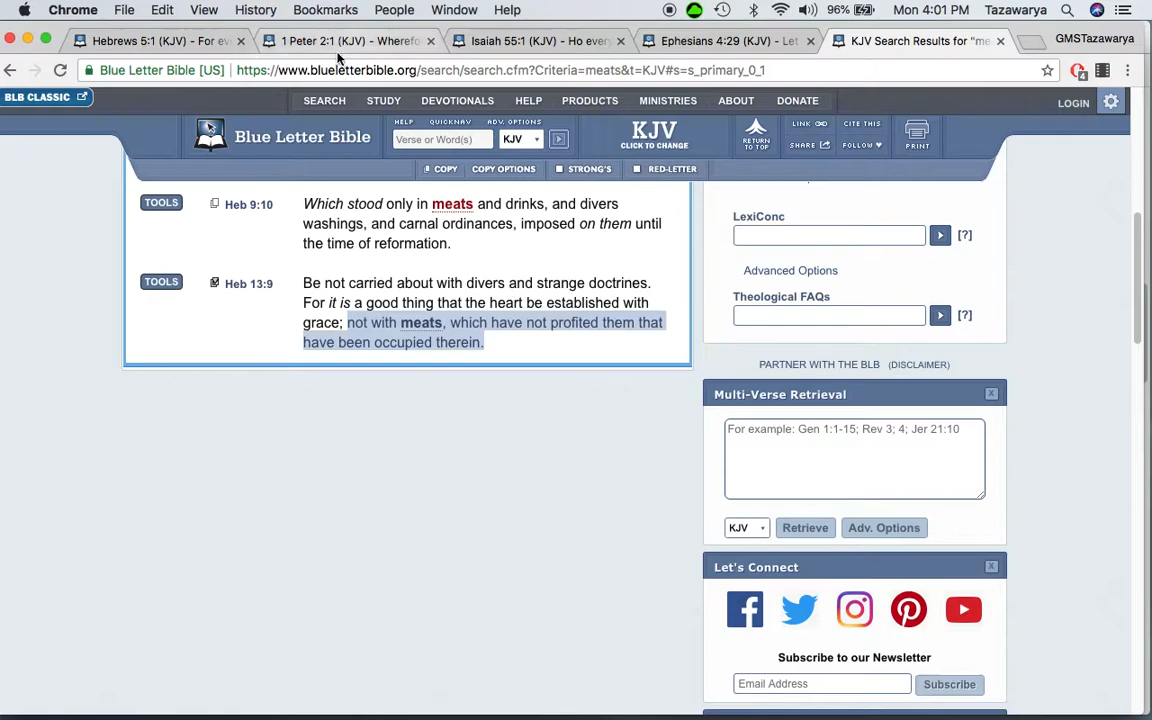 Chrome File Edit View History Bookmarks People Window Help 96% Mon 4:01 PM Tazawarya
Hebrews 5:1 (KJV) - For eve 1 Peter 2:1 (KJV) - Wherefo Isaiah 55:1 (KJV) - Ho every Ephesians 4:29 (KJV) - Let KJV Search Results for "me GMSTazawarya
Blue Letter Bible [US] https://www.blueletterbible.org/search/search.cfm?Criteria=meats&t=KJV#s=s_primary_0_1 4
BLB CLASSIC
SEARCH STUDY DEVOTIONALS HELP PRODUCTS MINISTRIES ABOUT DONATE LOGIN
HELP QUICKNAV ADV. OPTIONS
Blue Letter Bible Verse or Word(s) KJV
KJV
CLICK TO CHANGE
RETURN
TO TOP
LINK CITE THIS
SHARE FOLLOW
PRINT
COPY COPY OPTIONS STRONG'S RED-LETTER
TOOLS Heb 9:10 Which stood only in meats and drinks, and divers
washings, and carnal ordinances, imposed on them until
the time of reformation.
TOOLS Heb 13:9 Be not carried about with divers and strange doctrines.
For it is a good thing that the heart be established with
grace; not with meats, which have not profited them that
have been occupied therein.
LexiConc
[?]
Advanced Options
Theological FAQs
[?]
PARTNER WITH THE BLB (DISCLAIMER)
Multi-Verse Retrieval x
For example: Gen 1:1-15; Rev 3; 4; Jer 21:10
KJV Retrieve Adv. Options
Let's Connect x
Subscribe to our Newsletter
Email Address Subscribe